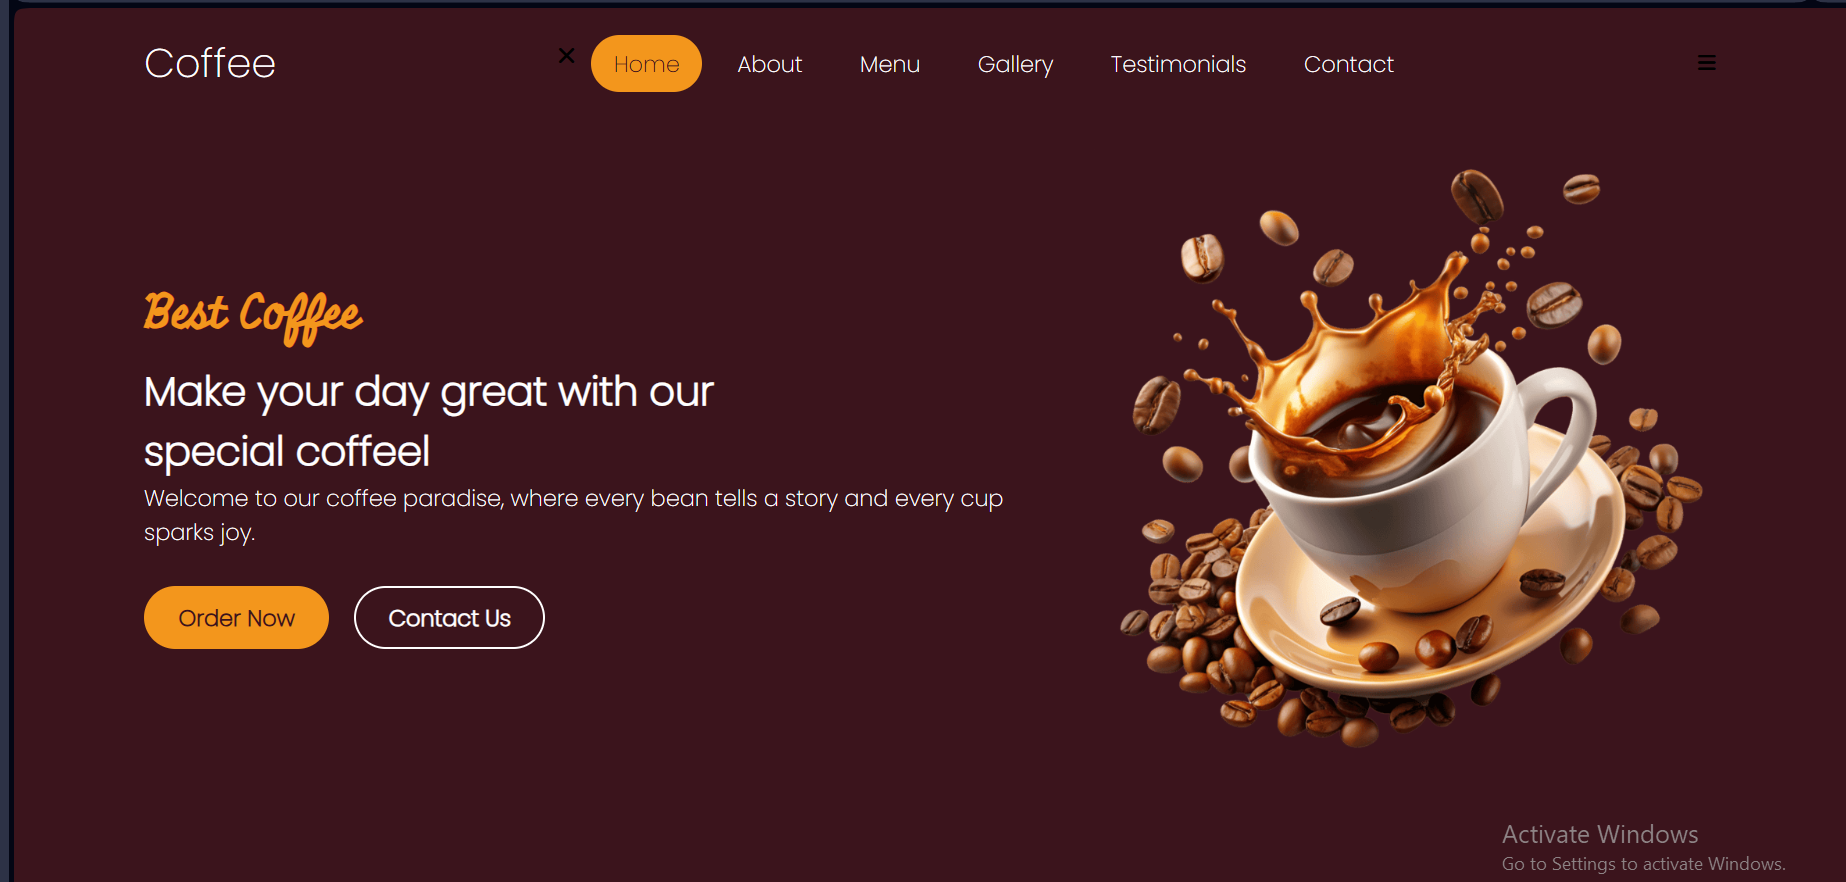 Coffee
Home About Menu Gallery Testimonials Contact
Best Coffee
Make your day great with our
special coffeel
Welcome to our coffee paradise, where every bean tells a story and every cup
sparks joy.
Order Now Contact Us
Activate Windows
Go to Settings to activate Windows.